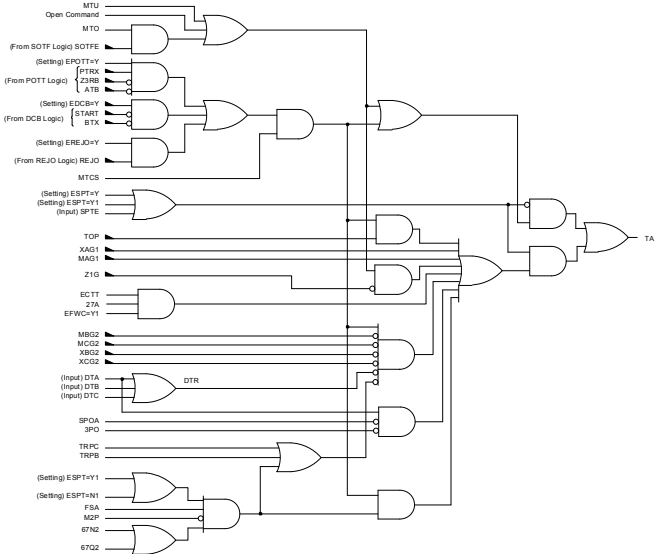 MTU
Open Command
MTO
(From SOTF Logic) SOTFE
(Setting) EPOTT=Y
PTRX
(From POTT Logic) Z3RB
ATB
(Setting) EDCB=Y
START
(From DCB Logic)
BTX
(Setting) EREJO=Y
(From REJO Logic) REJO
MTCS
(Setting) ESPT=Y
(Setting) ESPT=Y1
(Input) SPTE
TA
TOP
XAG1
MAG1
Z1G
ECTT
27A
EFWC=Y1
MBG2
MCG2
XBG2
XCG2
(Input) DTA
DTR
(Input) DTB
(Input) DTC
SPOA
3PO
TRPC
TRPB
(Setting) ESPT=Y1
(Setting) ESPT=N1
FSA
M2P
67N2
67Q2